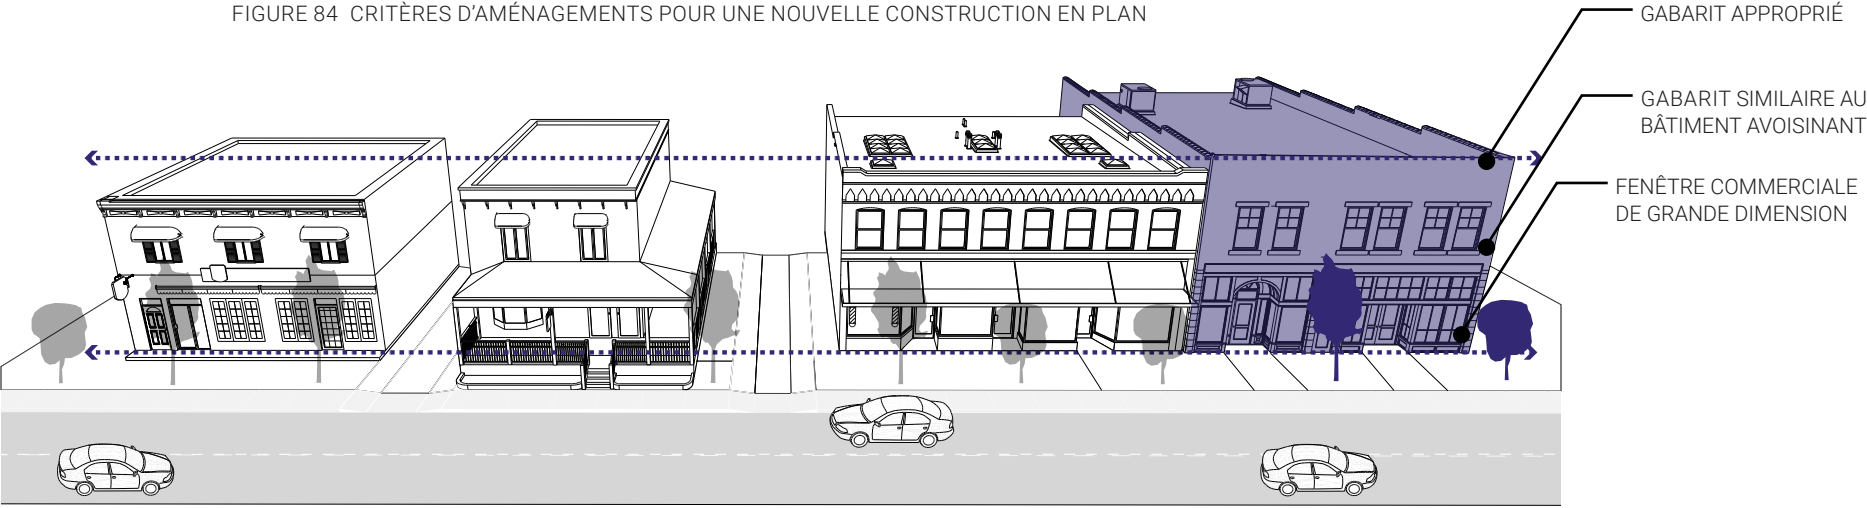 FIGURE 84 CRITÈRES D'AMÉNAGEMENTS POUR UNE NOUVELLE CONSTRUCTION EN PLAN
GABARIT APPROPRIÉ
GABARIT SIMILAIRE AU
BÂTIMENT AVOISINANT
FENÊTRE COMMERCIALE
DE GRANDE DIMENSION